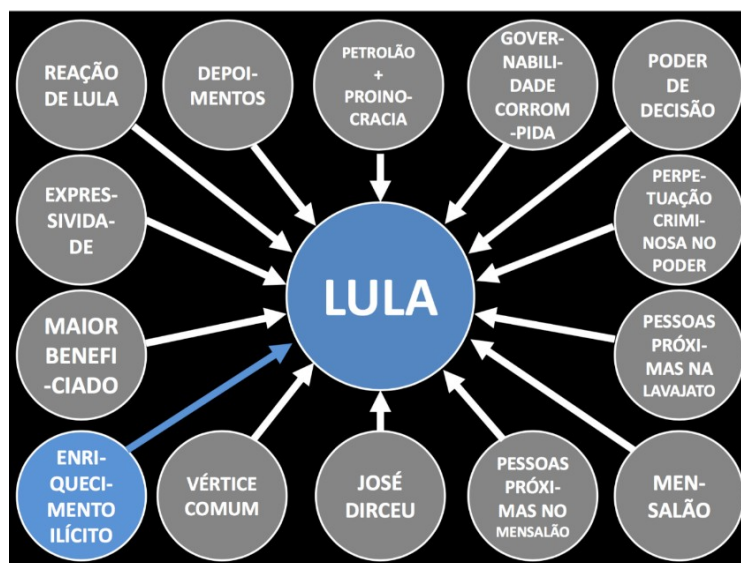 REAÇÃO
DE LULA
DEPOI-
MENTOS
PETROLÃO
+
PROINO-
CRACIA
GOVER-
NABILI-
DADE
CORROM
-PIDA
PODER
DE
DECISÃO
EXPRES-
SIVIDA-
DE
PERPE-
TUAÇÃO
CRIMI-
NOSA NO
PODER
LULA
MAIOR
BENEFI
-CIADO
PESSOAS
PRÓXI-
MAS NA
LAVAJATO
ENRI-
QUECI-
MENTO
ILÍCITO
VÉRTICE
COMUM
JOSÉ
DIRCEU
PESSOAS
PRÓXI-
MAS NO
MENSALÃO
MEN-
SALÃO